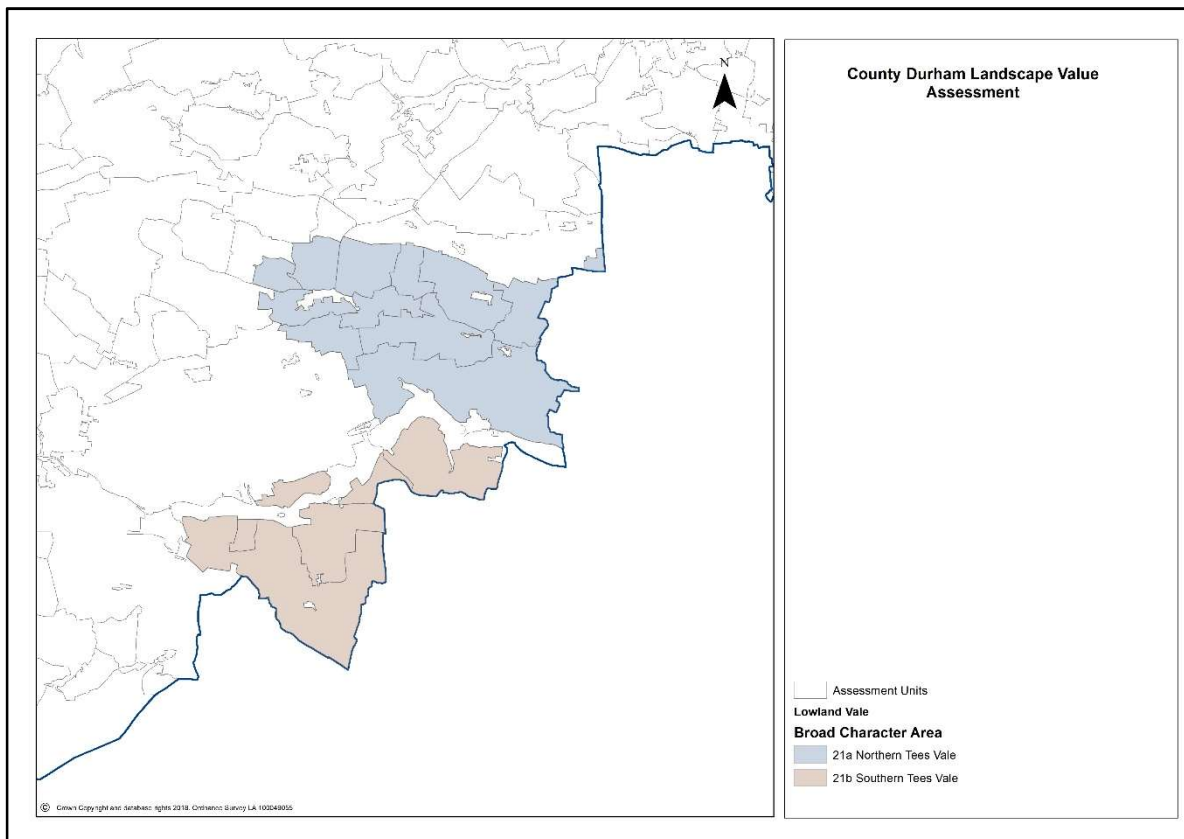 N
County Durham Landscape Value
Assessment
Assessment Units
Lowland Vale
Broad Character Area
21a Northern Tees Vale
21b Southern Tees Vale
© Crown Copyright and database rights 2018. Ordnance Survey LA 100049055